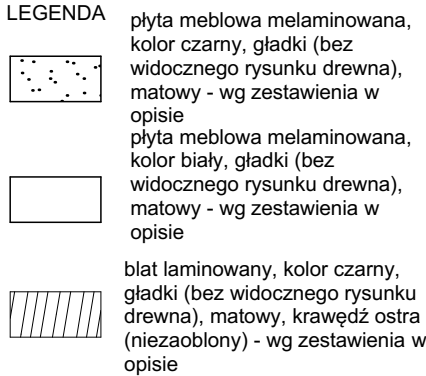 LEGENDA
płyta meblowa melaminowana,
kolor czarny, gładki (bez
widocznego rysunku drewna),
matowy - wg zestawienia w
opisie
płyta meblowa melaminowana,
kolor biały, gładki (bez
widocznego rysunku drewna),
matowy - wg zestawienia w
opisie
blat laminowany, kolor czarny,
gładki (bez widocznego rysunku
drewna), matowy, krawędź ostra
(niezaoblony) - wg zestawienia w
opisie